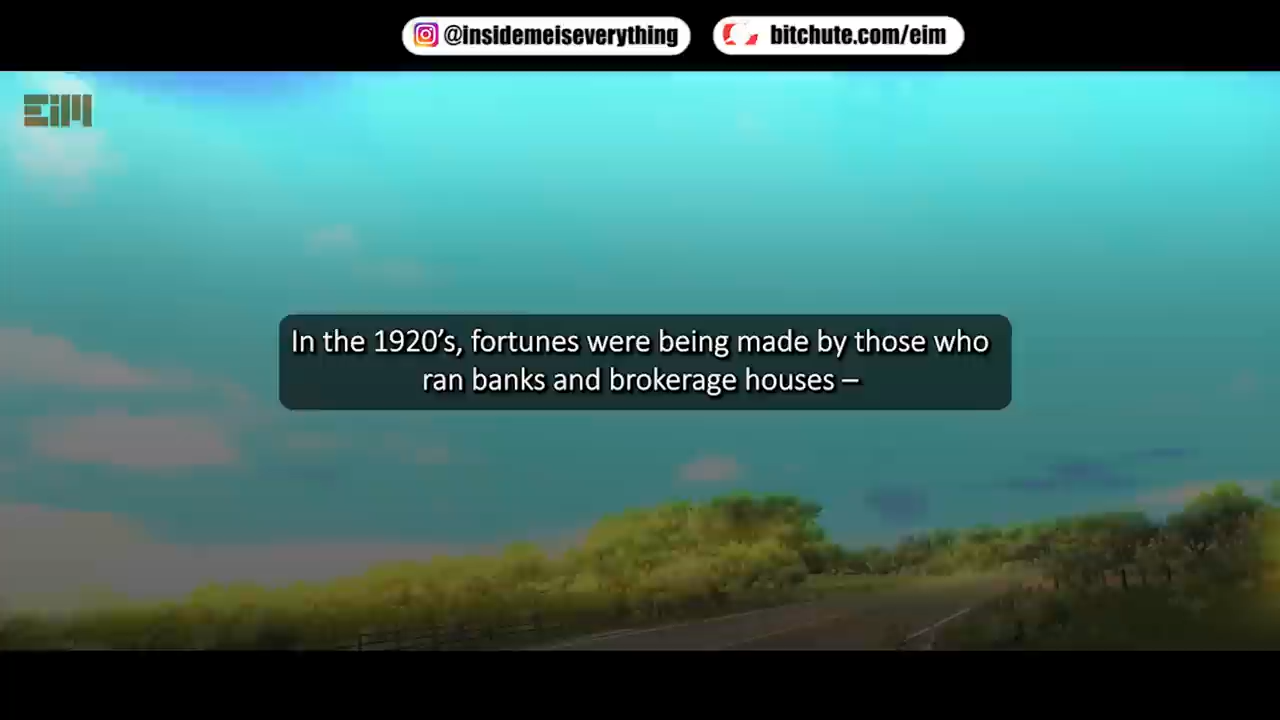 @insidemeiseverything
bitchute.com/eim
EiM
In the 1920's, fortunes were being made by those who
ran banks and brokerage houses –